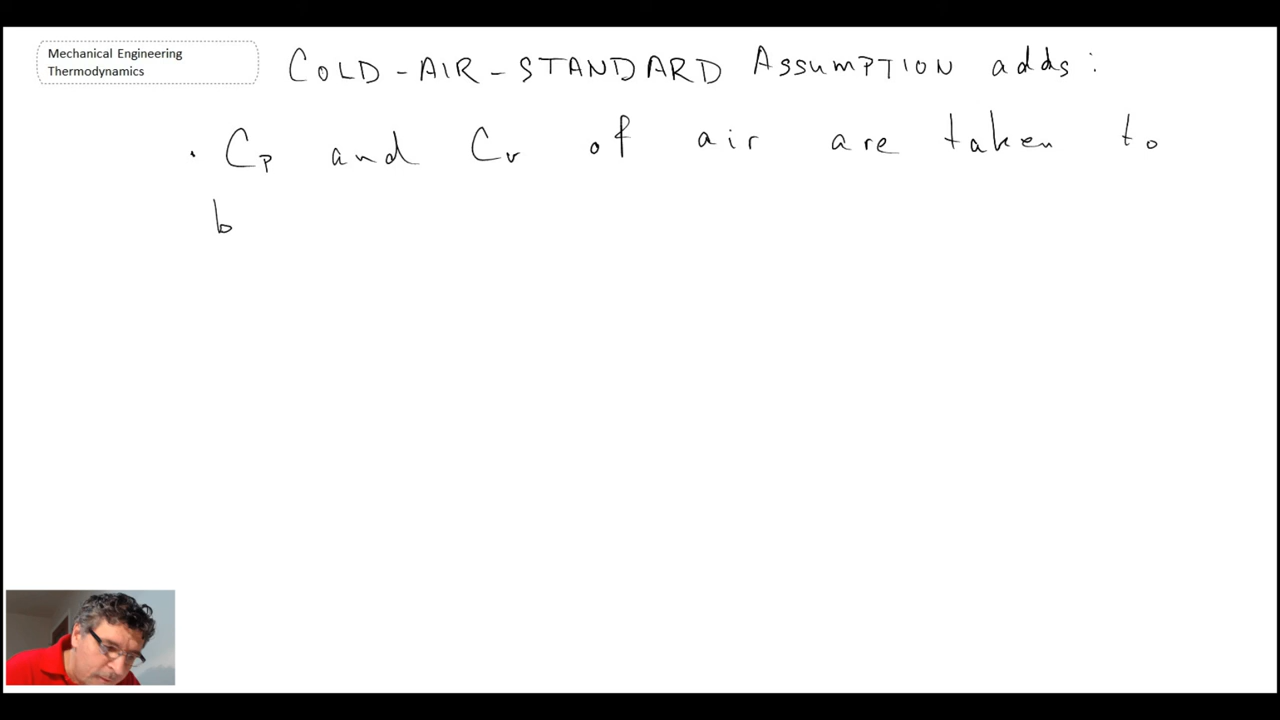 Mechanical Engineering
Thermodynamics
COLD-AIR-STANDARD ASSUMPTION adds:
· Cp and Cv of air are taken to
b